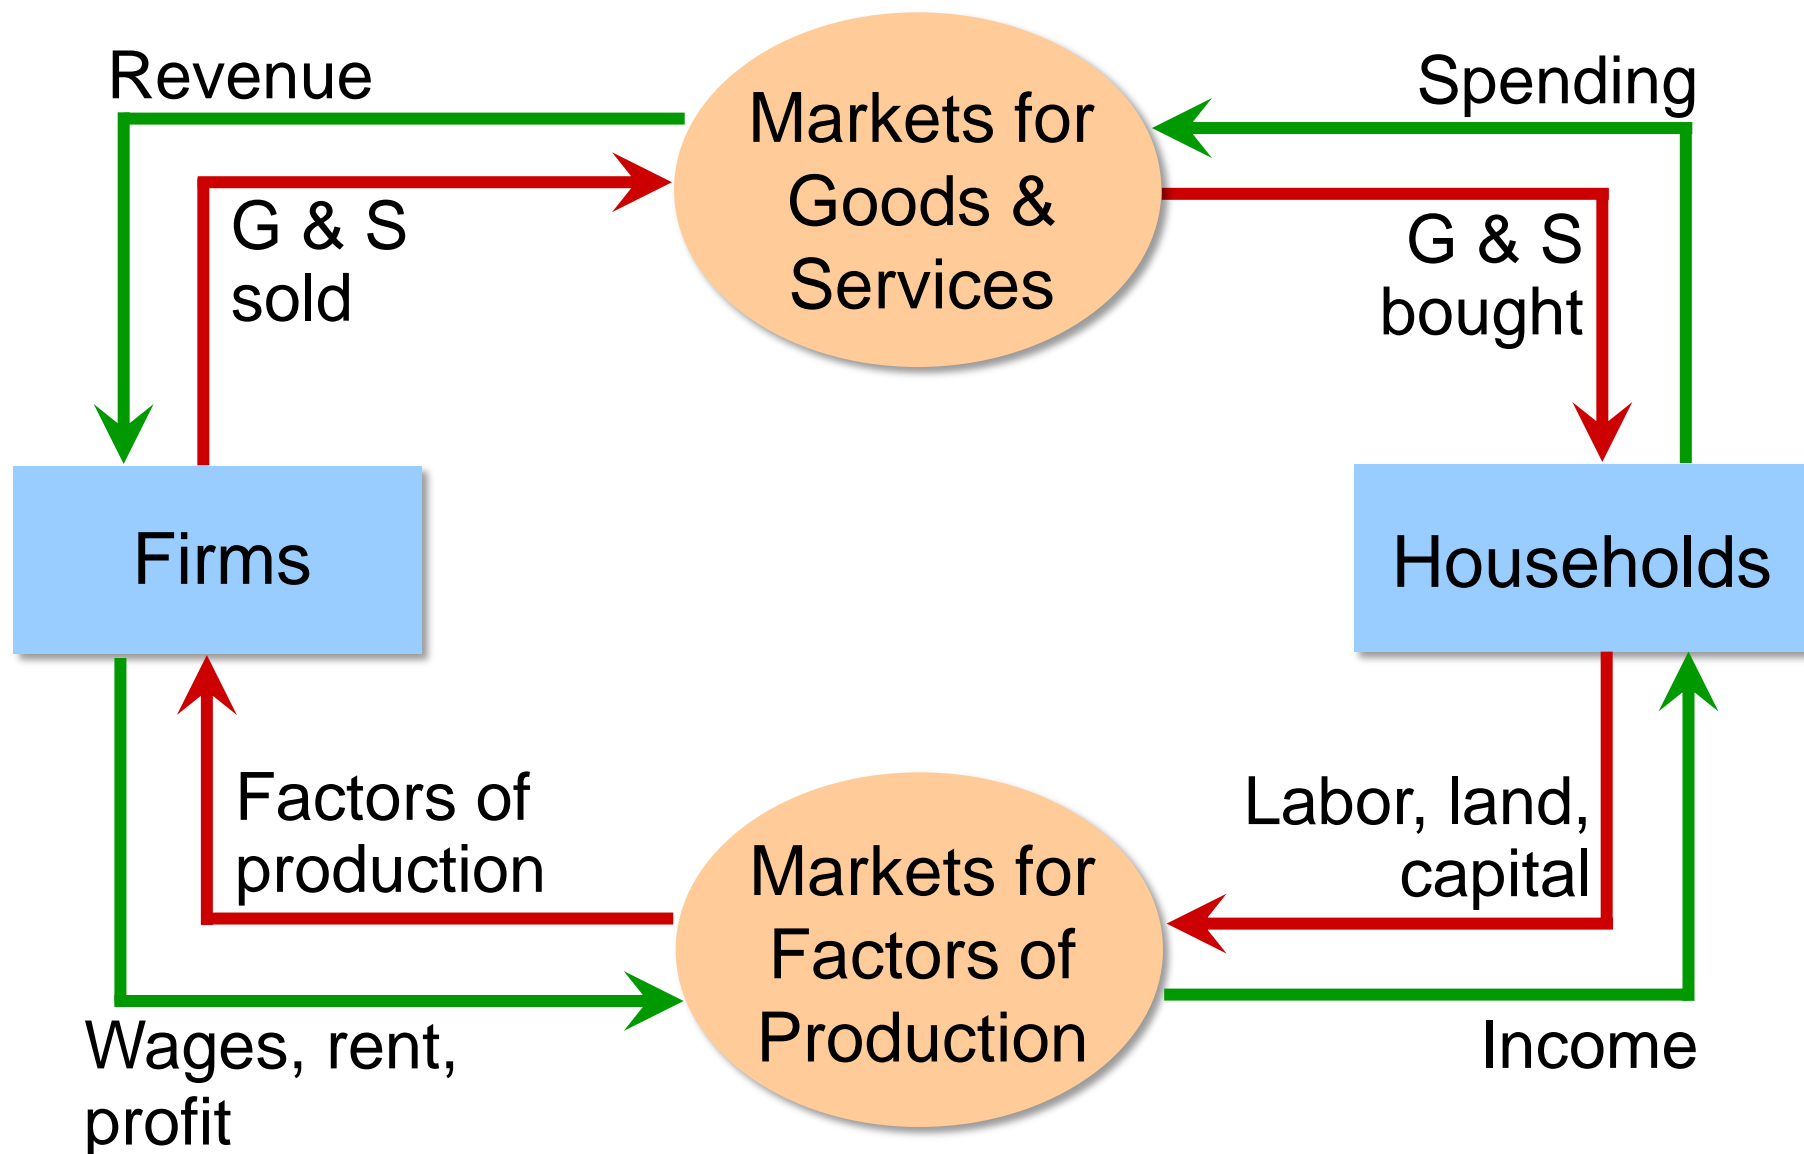 Revenue
Markets for
Goods &
Services
Spending
G & S
sold
G & S
bought
Firms
Households
Factors of
production
Markets for
Factors of
Production
Labor, land,
capital
Wages, rent,
profit
Income